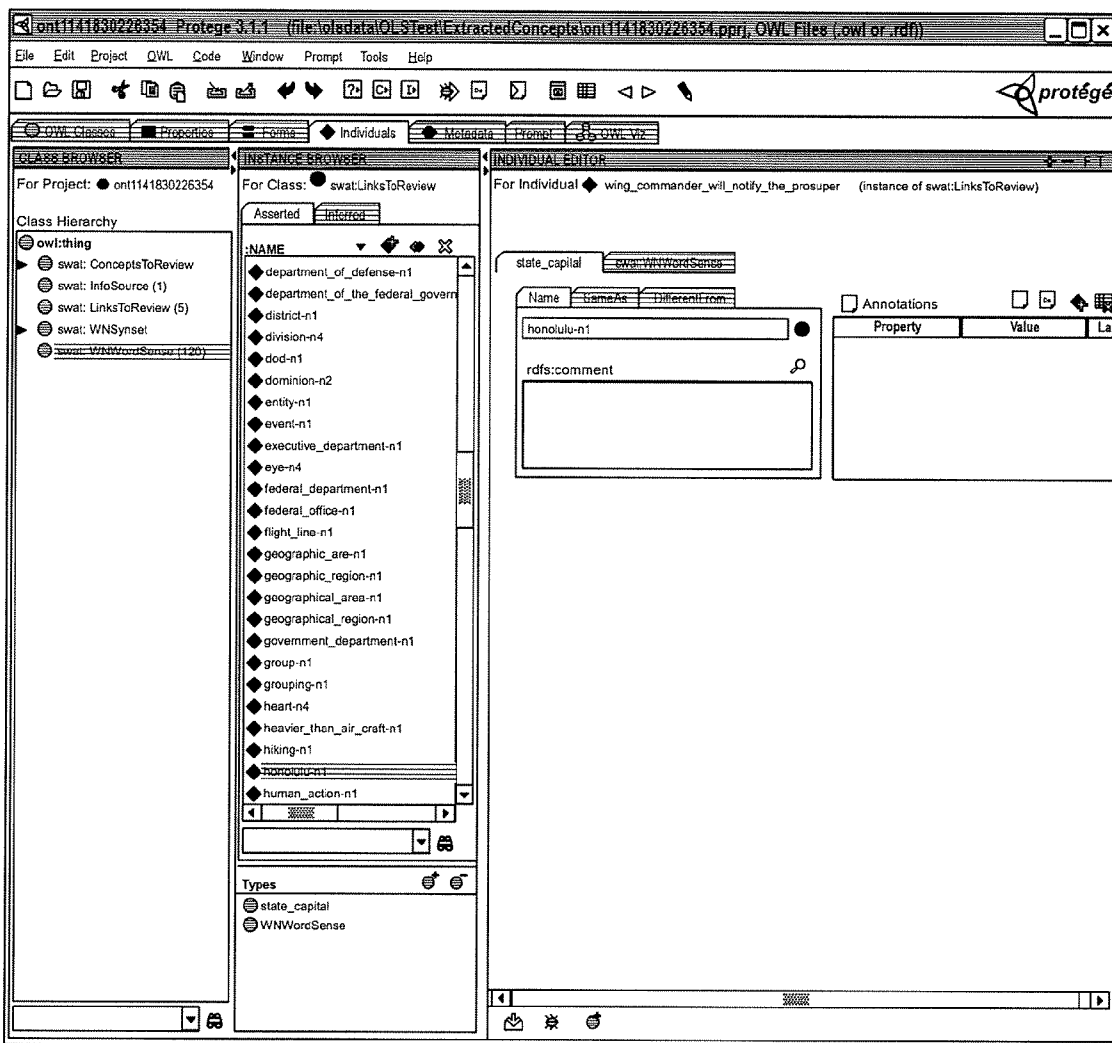 ont1141830226354 Protege 3.1.1 (file:\olsdata\OLSTest\ExtractedConcepts\ont1141830226354.pprj, OWL Files (.owl or .rdf))
File Edit Project OWL Code Window Prompt Tools Help
protégé
OWL Classes Properties Forms Individuals Metadata Prompt OWL Viz
CLASS BROWSER
For Project: ont1141830226354
Class Hierarchy
owl:thing
swat: ConceptsToReview
swat: InfoSource (1)
swat: LinksToReview (5)
swat: WNSynset
swat: WNWordSense (120)
INSTANCE BROWSER
For Class: swat:LinksToReview
Asserted Inferred
:NAME
department_of_defense-n1
department_of_the_federal_govern
district-n1
division-n4
dod-n1
dominion-n2
entity-n1
event-n1
executive_department-n1
eye-n4
federal_department-n1
federal_office-n1
flight_line-n1
geographic_are-n1
geographic_region-n1
geographical_area-n1
geographical_region-n1
government_department-n1
group-n1
grouping-n1
heart-n4
heavier_than_air_craft-n1
hiking-n1
honolulu-n1
human_action-n1
Types
state_capital
WNWordSense
INDIVIDUAL EDITOR
+ − F T
For Individual wing_commander_will_notify_the_prosuper (instance of swat:LinksToReview)
state_capital swat:WNWordSense
Name SameAs DifferentFrom
honolulu-n1
rdfs:comment
Annotations
Property Value La